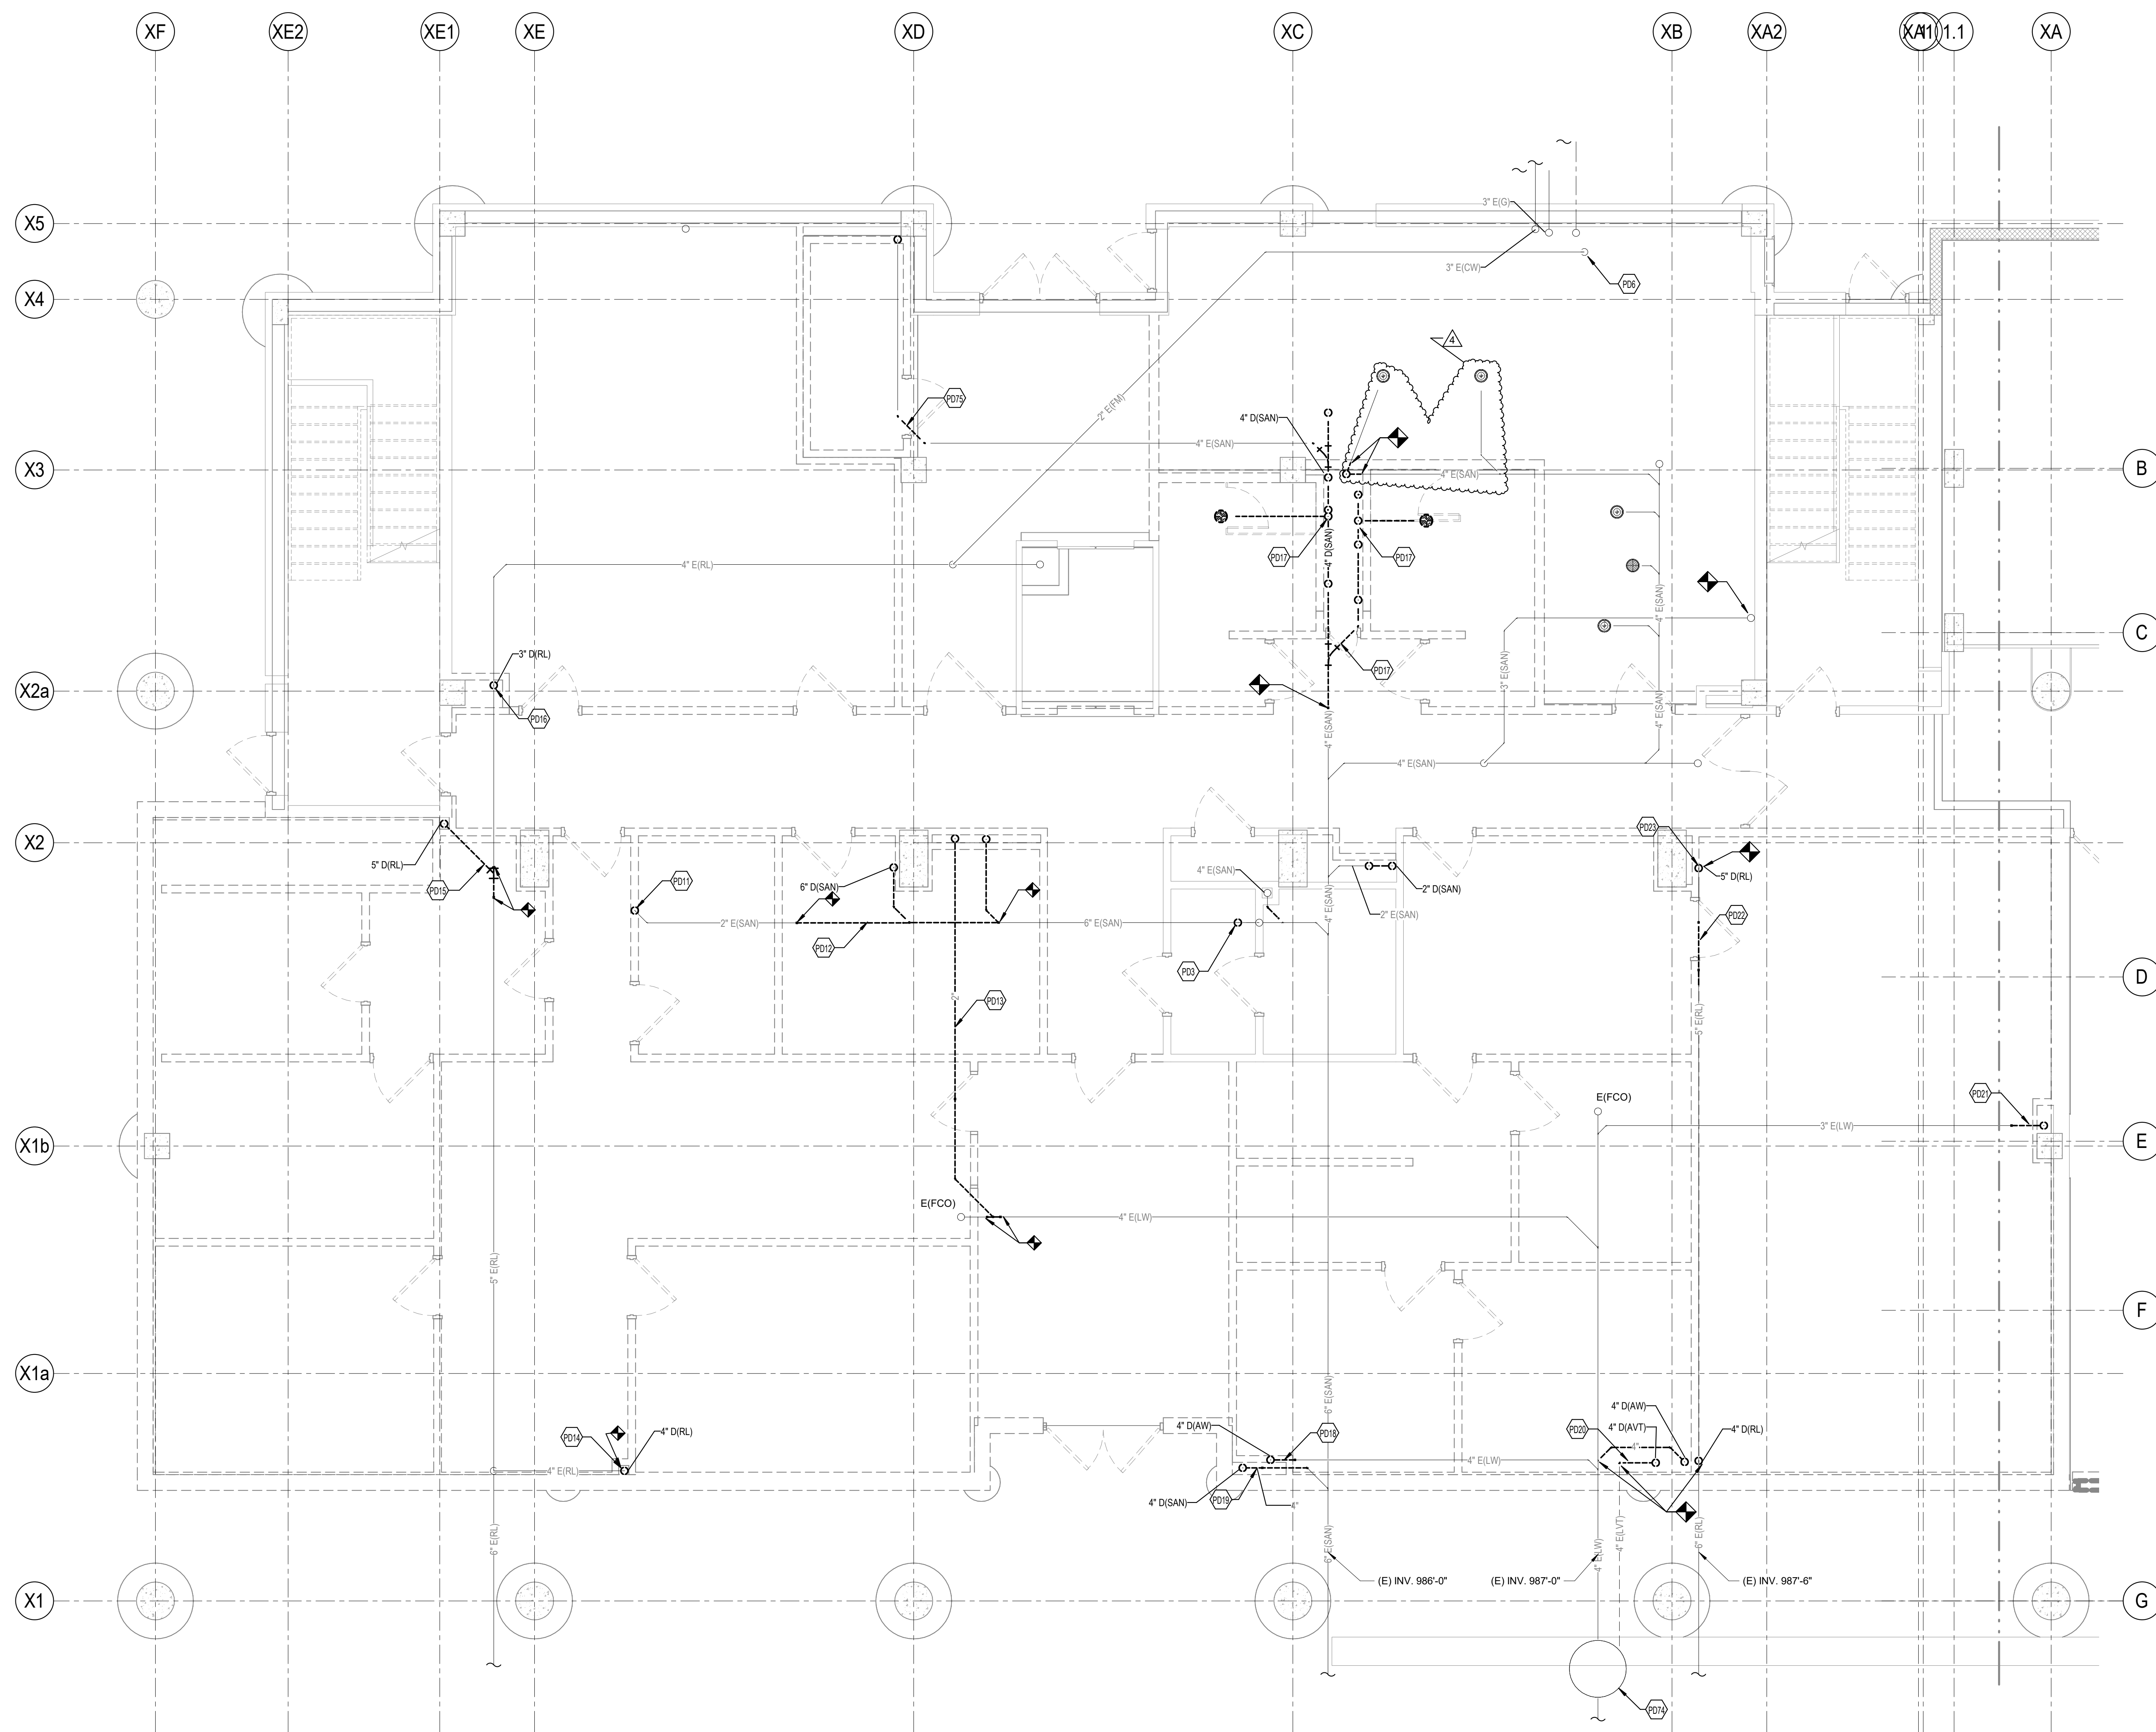 XF XE2 XE1 XE XD XC XB XA2 1.1 XA
X5
3" E(G)
3" E(CW)
PD6
X4
4
PD75
2" E(FM)
4" D(SAN)
4" E(SAN)
4" E(SAN)
X3
B
PD17
4" D(SAN)
PD17
4" E(RL)
4" E(SAN)
C
3" D(RL)
PD17
3" E(SAN)
X2a
PD16
4" E(SAN)
4" E(SAN)
4" E(SAN)
X2
PD23
5" D(RL)
PD15
PD11
6" D(SAN)
4" E(SAN)
2" D(SAN)
5" D(RL)
4" E(SAN)
2" E(SAN)
PD22
2" E(SAN)
6" E(SAN)
PD12
PD3
D
2"
PD13
5" E(RL)
E(FCO)
PD21
3" E(LW)
X1b
E
E(FCO)
4" E(LW)
5" E(RL)
F
X1a
6" E(SAN)
4" D(AW)
4" D(AW)
PD14
4" D(RL)
PD18
PD20
4" D(AVT)
4" D(RL)
4"
4" E(RL)
4" E(LW)
4" D(SAN)
PD19
4"
6" E(RL)
6" E(SAN)
4" E(LW)
4" E(LVT)
6" E(RL)
(E) INV. 986'-0"
(E) INV. 987'-0"
(E) INV. 987'-6"
X1
G
PD74